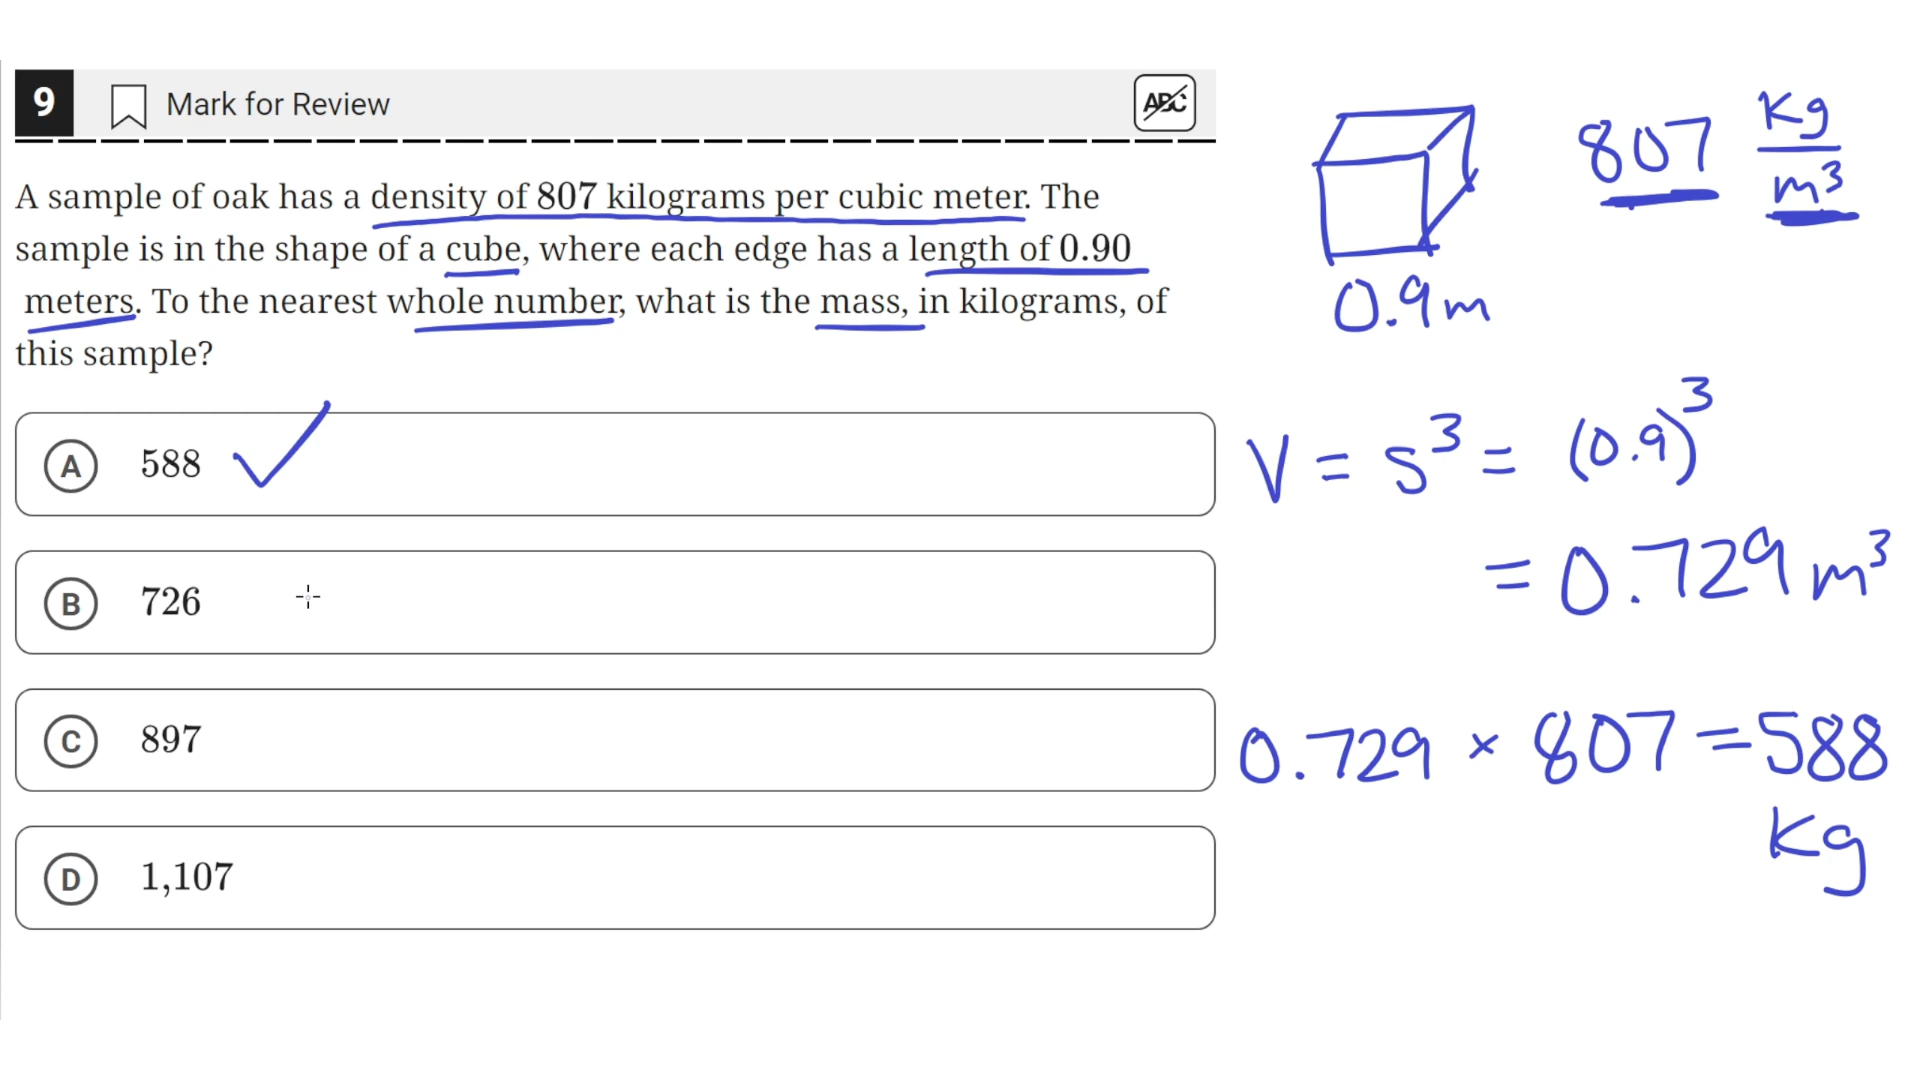 9 Mark for Review ABC
A sample of oak has a density of 807 kilograms per cubic meter. The
sample is in the shape of a cube, where each edge has a length of 0.90
meters. To the nearest whole number, what is the mass, in kilograms, of
this sample?
A 588
B 726
C 897
D 1,107
807 kg/m³
0.9m
V = s³ = (0.9)³
= 0.729 m³
0.729 × 807 = 588
kg